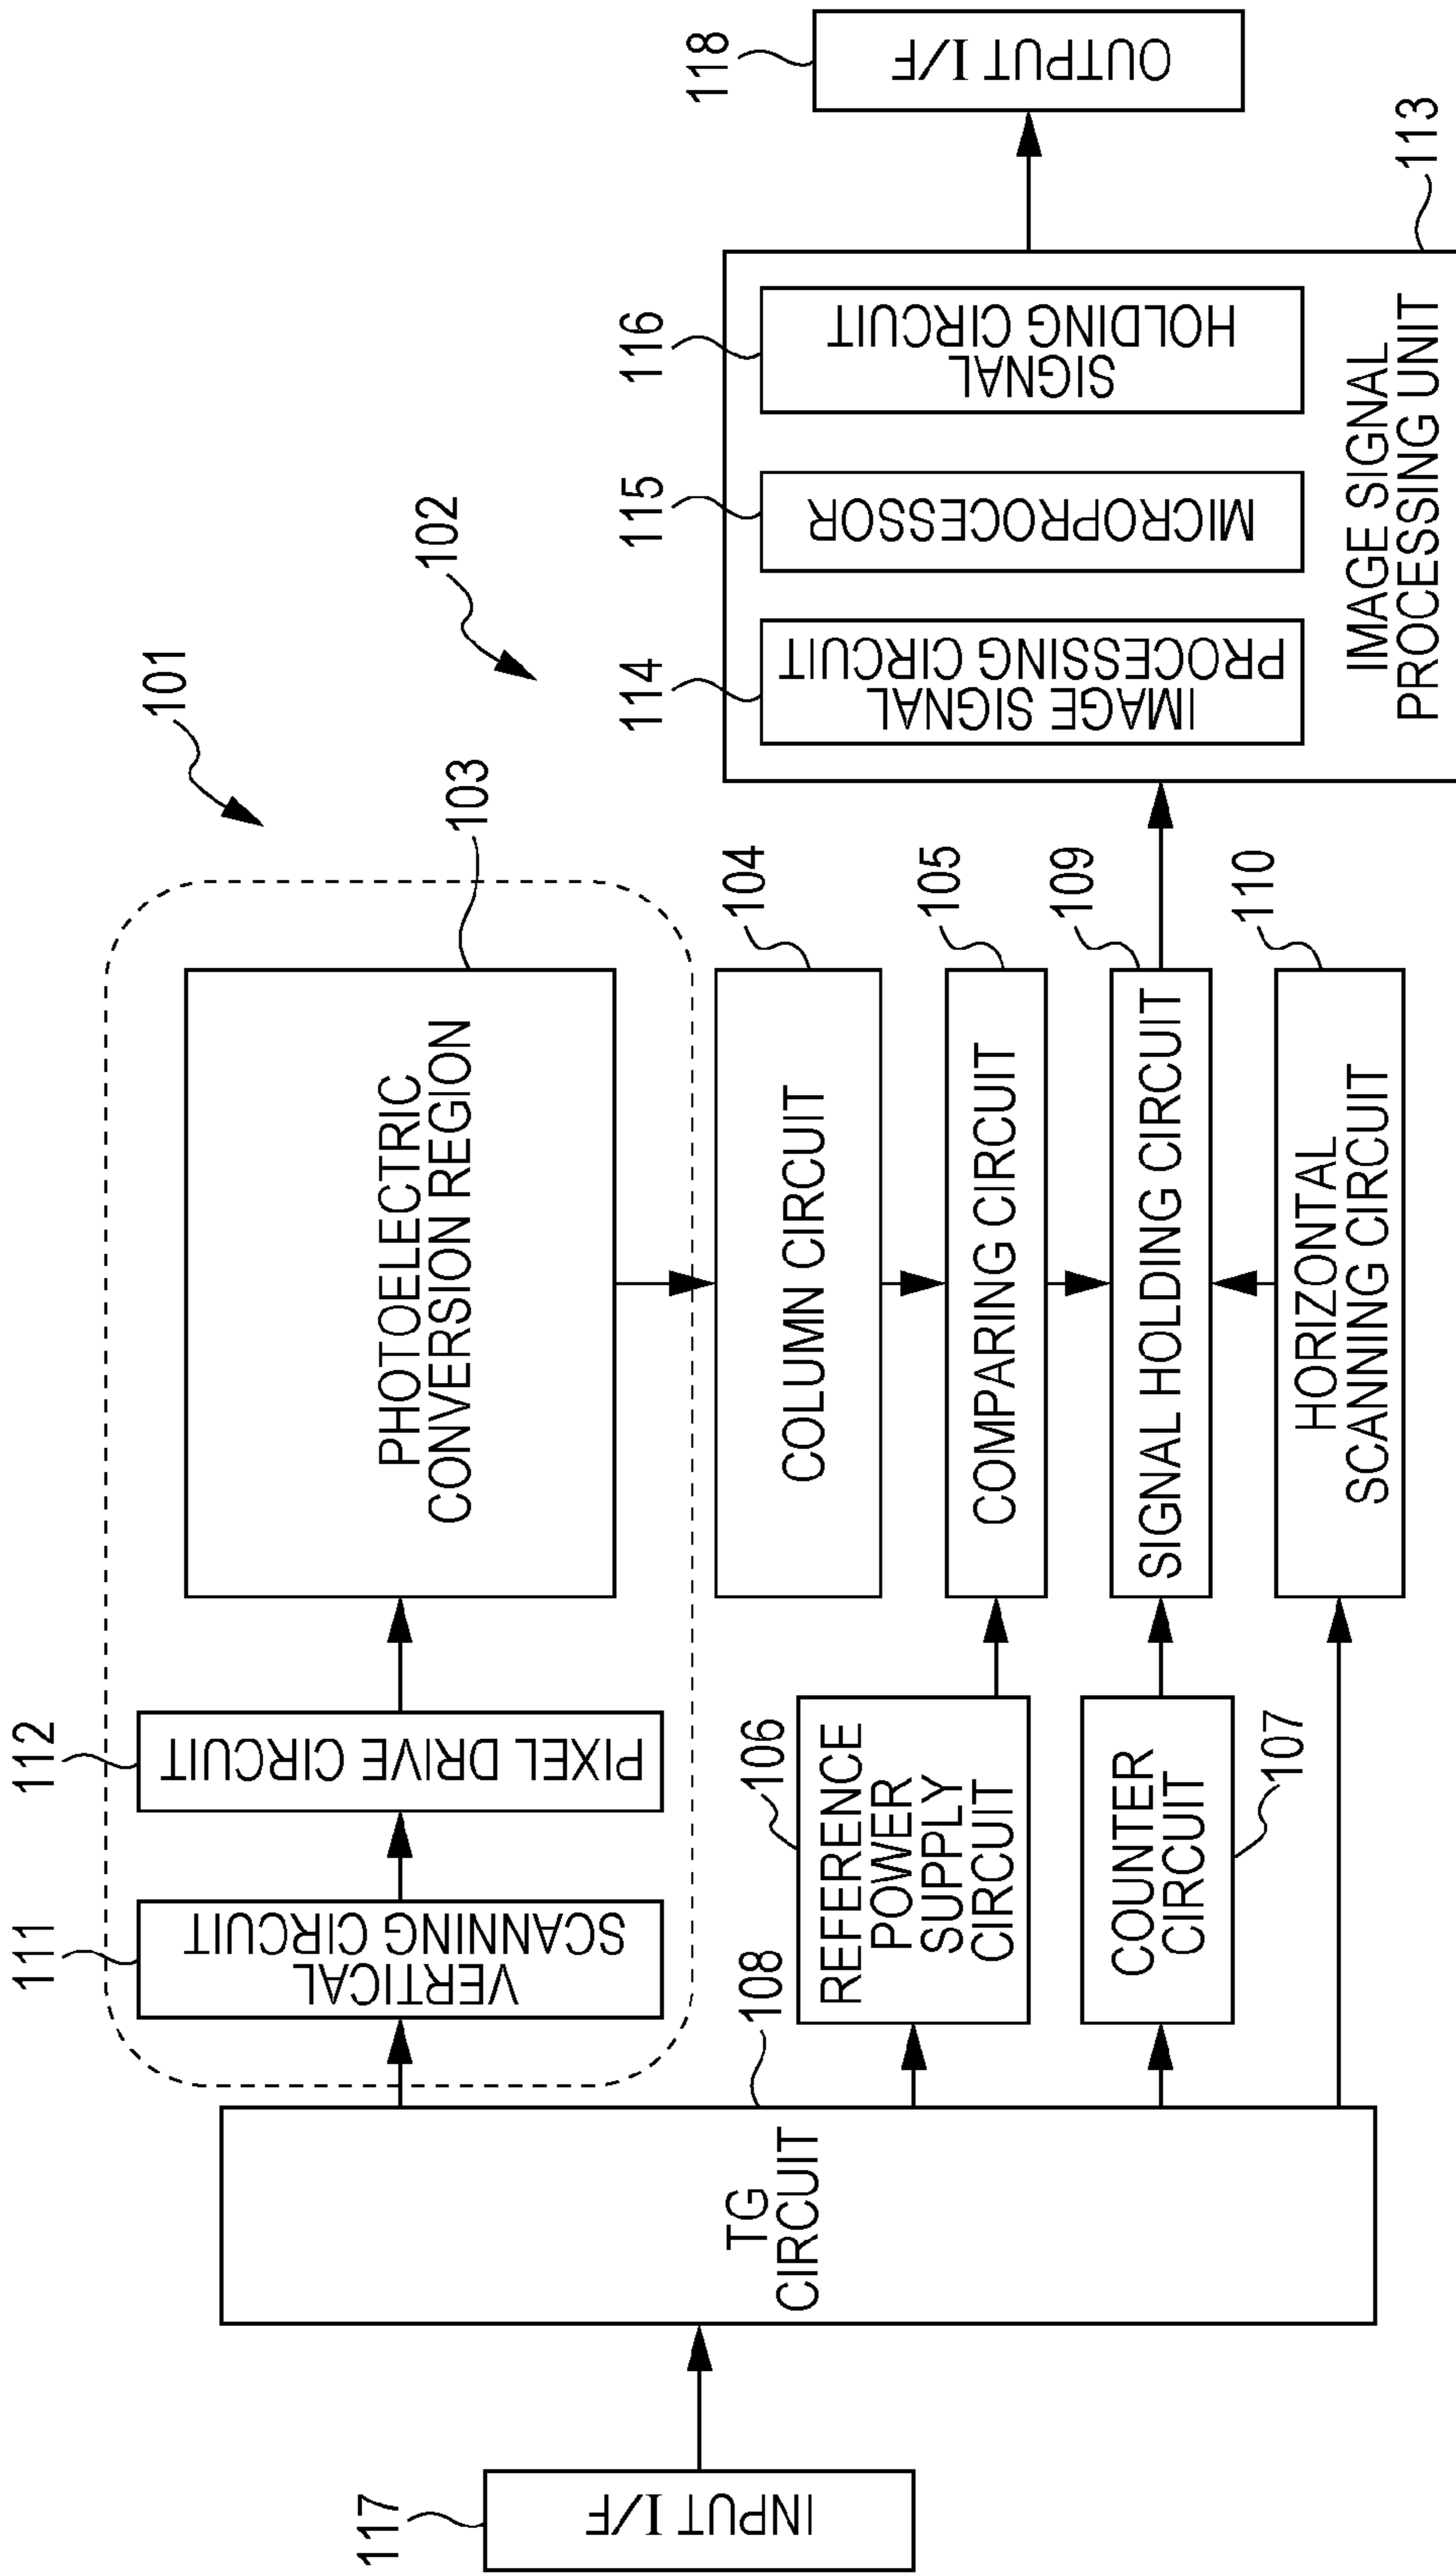 101
102
111
112
VERTICAL
SCANNING CIRCUIT
PIXEL DRIVE CIRCUIT
PHOTOELECTRIC
CONVERSION REGION
103
117
INPUT I/F
TG
CIRCUIT
108
COLUMN CIRCUIT
104
REFERENCE
POWER
SUPPLY
CIRCUIT
106
COMPARING CIRCUIT
105
COUNTER
CIRCUIT
107
SIGNAL HOLDING CIRCUIT
109
HORIZONTAL
SCANNING CIRCUIT
110
114
115
116
IMAGE SIGNAL
PROCESSING CIRCUIT
MICROPROCESSOR
SIGNAL
HOLDING CIRCUIT
IMAGE SIGNAL
PROCESSING UNIT
113
118
OUTPUT I/F